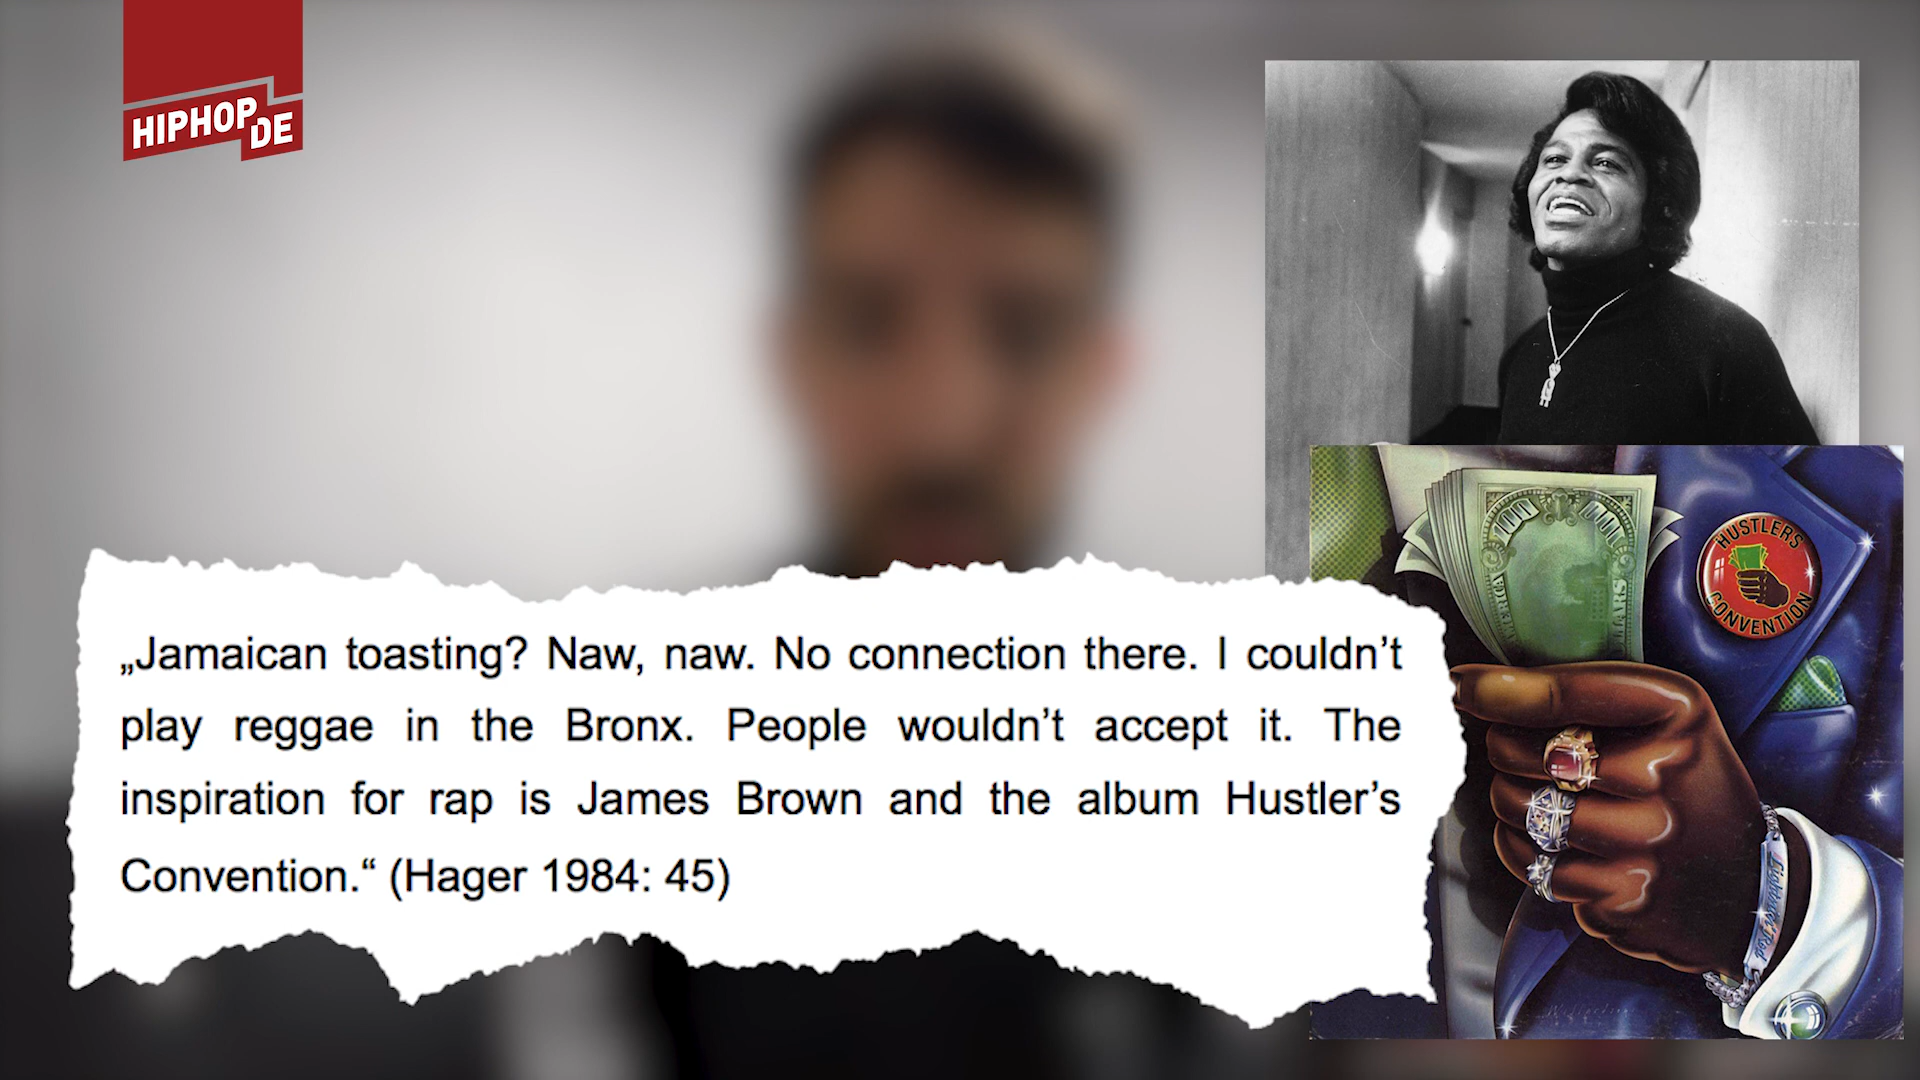 HIPHOP.DE
HUSTLERS
CONVENTION
„Jamaican toasting? Naw, naw. No connection there. I couldn’t
play reggae in the Bronx. People wouldn’t accept it. The
inspiration for rap is James Brown and the album Hustler’s
Convention.“ (Hager 1984: 45)